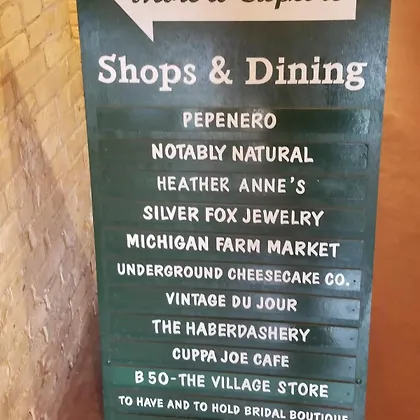 Shops & Dining
PEPENERO
NOTABLY NATURAL
HEATHER ANNE'S
SILVER FOX JEWELRY
MICHIGAN FARM MARKET
UNDERGROUND CHEESECAKE CO.
VINTAGE DU JOUR
THE HABERDASHERY
CUPPA JOE CAFE
B50-THE VILLAGE STORE
TO HAVE AND TO HOLD BRIDAL BOUTIQUE